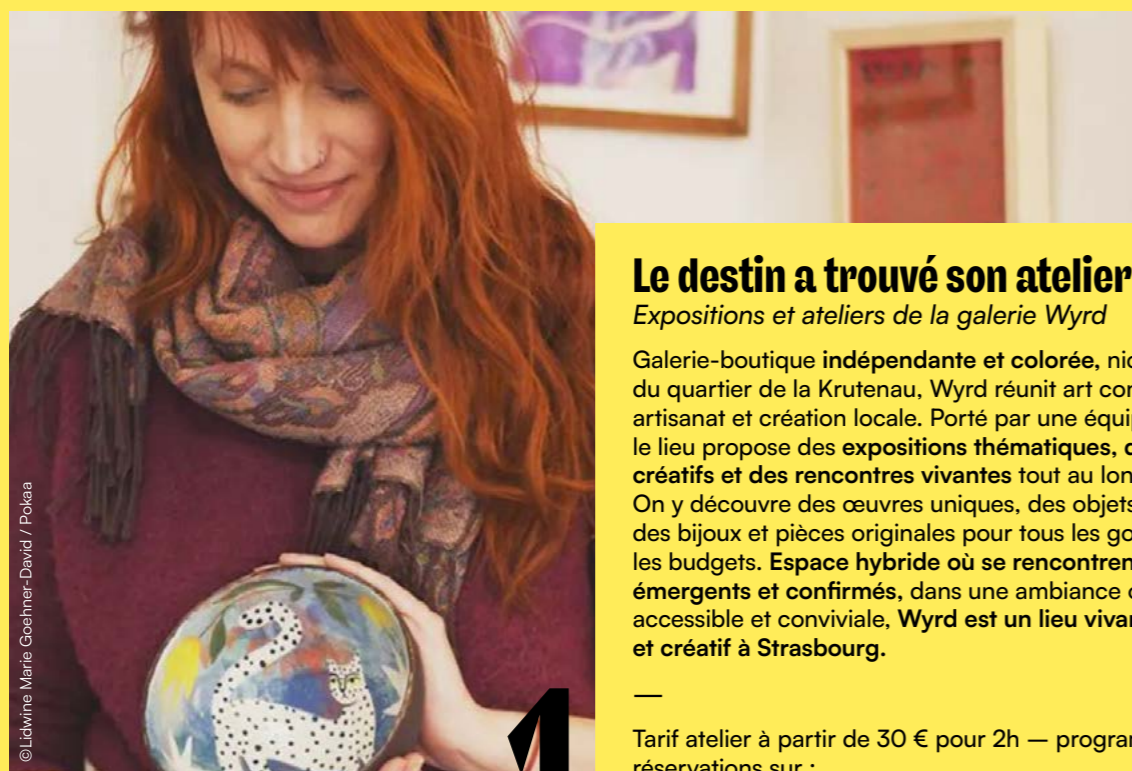 Le destin a trouvé son atelier
Expositions et ateliers de la galerie Wyrd
Galerie-boutique indépendante et colorée,
du quartier de la Krutenau, Wyrd réunit art
artisanat et création locale. Porté par une
le lieu propose des expositions thématiques,
créatifs et des rencontres vivantes tout au
On y découvre des œuvres uniques, des objets
des bijoux et pièces originales pour tous les
les budgets. Espace hybride où se
émergents et confirmés, dans une ambiance
accessible et conviviale, Wyrd est un lieu
et créatif à Strasbourg.
—
Tarif atelier à partir de 30 € pour 2h —
réservations sur :
©Lidwine Marie Goehner-David / Pokaa
1